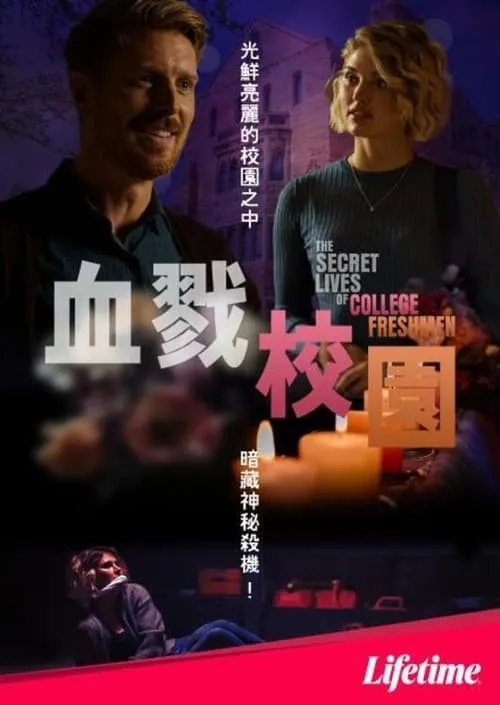 光鮮亮麗的校園之中
THE
SECRET
LIVES
OF COLLEGE
FRESHMEN
血戮校園
暗藏神秘殺機！
Lifetime